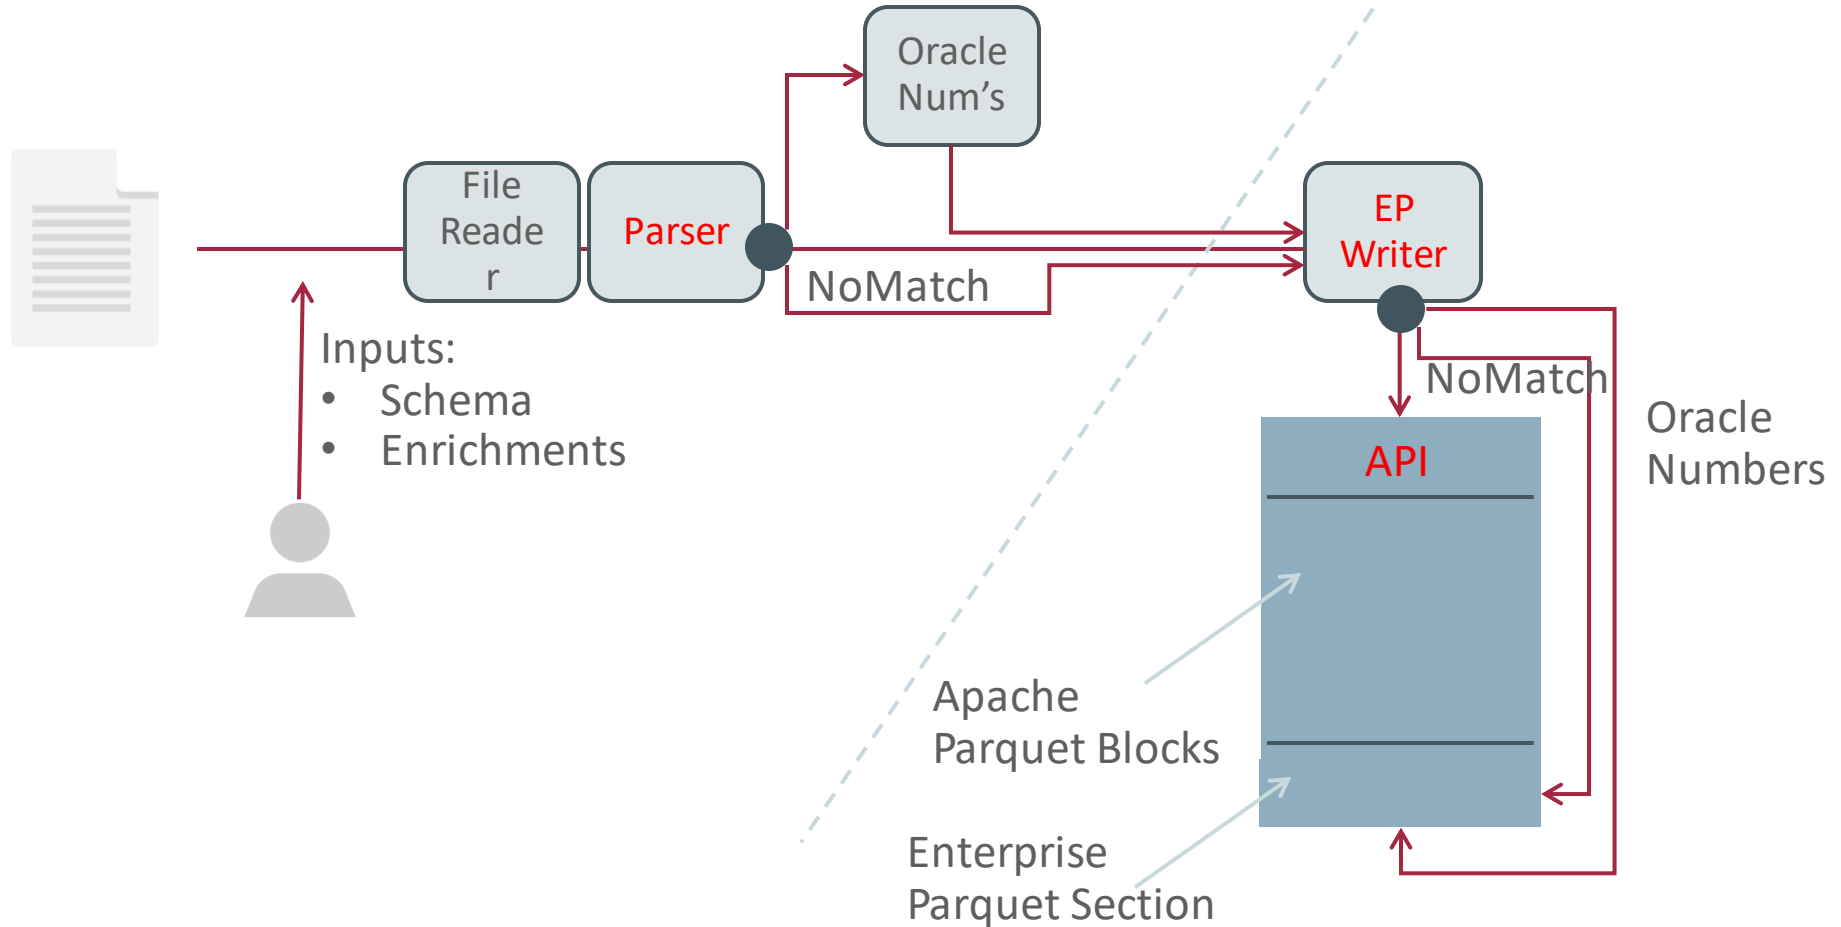 Oracle
Num’s
File
Reade
r
Parser
EP
Writer
NoMatch
Inputs:
• Schema
• Enrichments
NoMatch
Oracle
Numbers
API
Apache
Parquet Blocks
Enterprise
Parquet Section